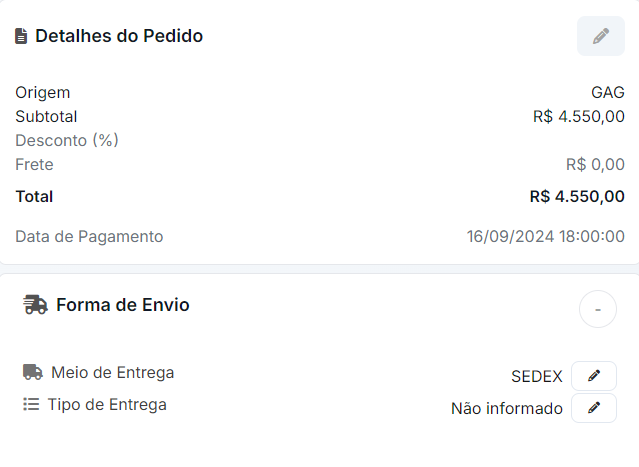 Detalhes do Pedido
Origem GAG
Subtotal R$ 4.550,00
Desconto (%)
Frete R$ 0,00
Total R$ 4.550,00
Data de Pagamento 16/09/2024 18:00:00
Forma de Envio -
Meio de Entrega SEDEX
Tipo de Entrega Não informado